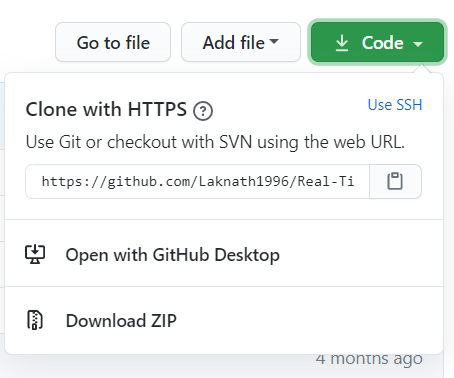 Go to file
Add file
Code
Clone with HTTPS
Use SSH
Use Git or checkout with SVN using the web URL.
https://github.com/Laknath1996/Real-Ti
Open with GitHub Desktop
Download ZIP
4 months ago